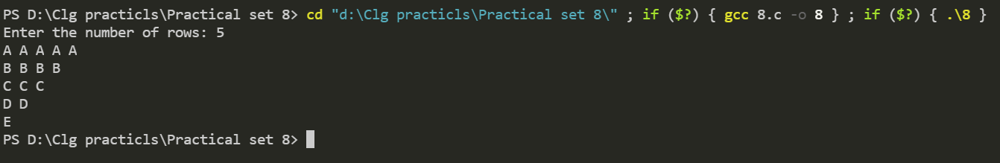 PS D:\Clg practicls\Practical set 8> cd "d:\Clg practicls\Practical set 8\" ; if ($?) { gcc 8.c -o 8 } ; if ($?) { .\8 }
Enter the number of rows: 5
A A A A A
B B B B
C C C
D D
E
PS D:\Clg practicls\Practical set 8>